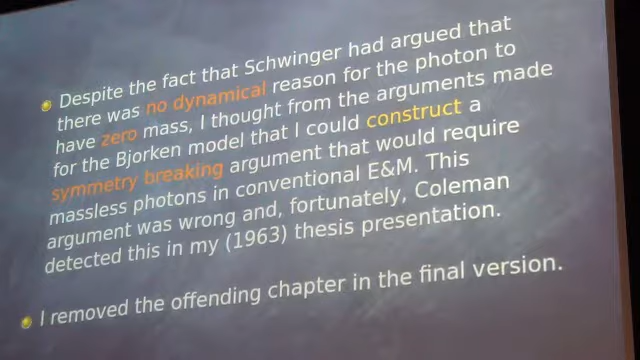 Despite the fact that Schwinger had argued that
there was no dynamical reason for the photon to
have zero mass, I thought from the arguments made
for the Bjorken model that I could construct a
symmetry breaking argument that would require
massless photons in conventional E&M. This
argument was wrong and, fortunately, Coleman
detected this in my (1963) thesis presentation.
I removed the offending chapter in the final version.